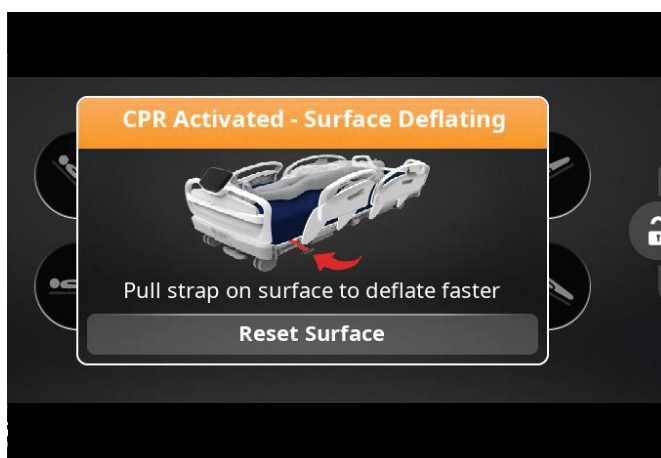 CPR Activated - Surface Deflating
Pull strap on surface to deflate faster
Reset Surface